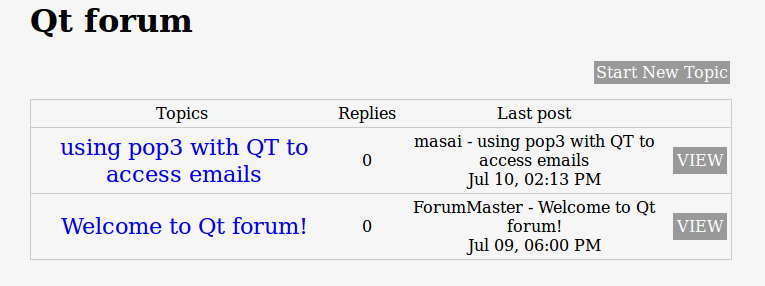 Qt forum
Start New Topic
Topics Replies Last post
using pop3 with QT to
access emails
0
masai - using pop3 with QT to
access emails
Jul 10, 02:13 PM
VIEW
Welcome to Qt forum!
0
ForumMaster - Welcome to Qt
forum!
Jul 09, 06:00 PM
VIEW